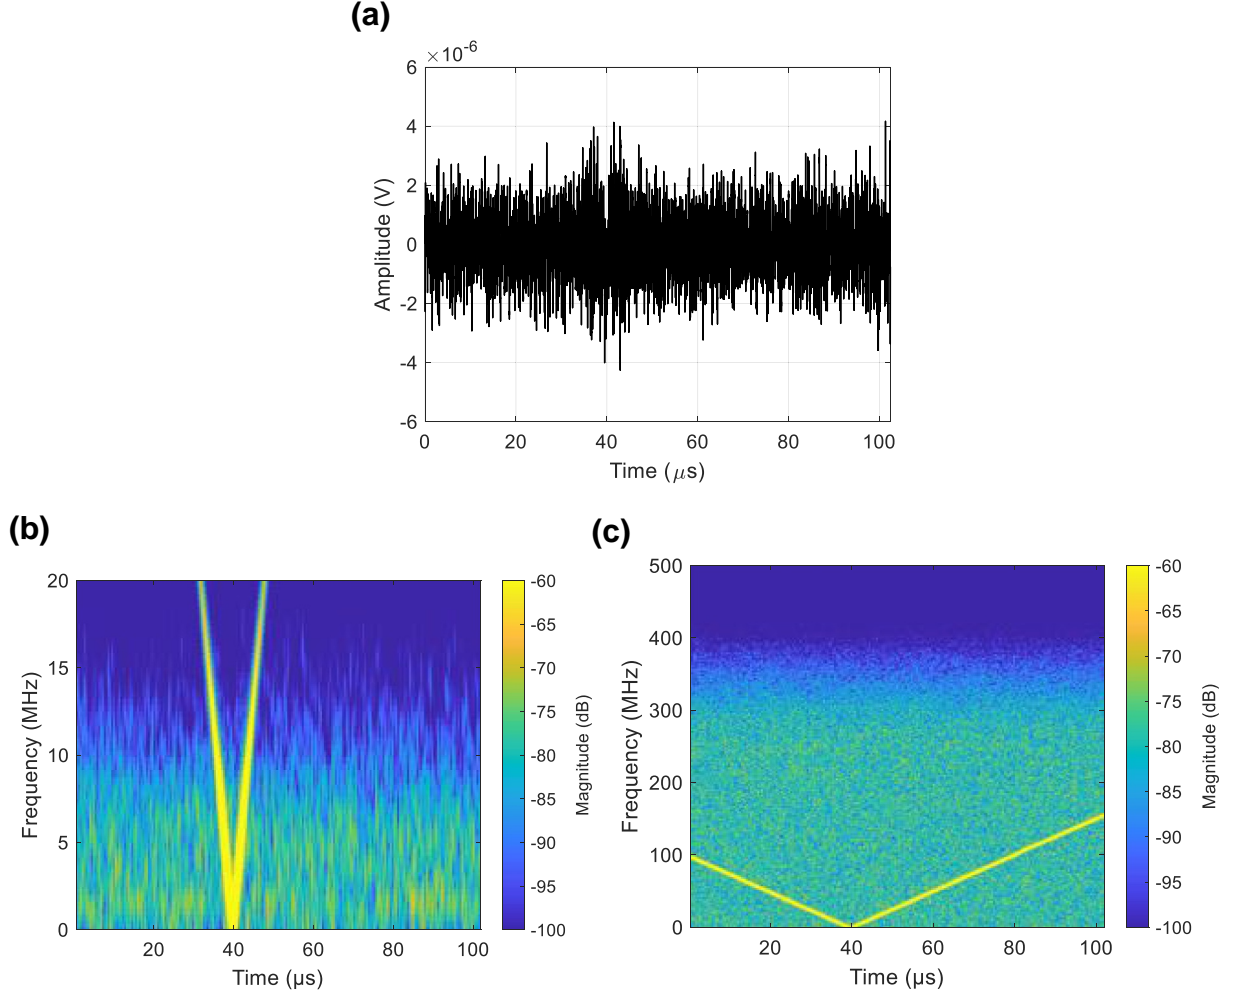 (a)
×10-6
6
4
2
0
-2
-4
-6
Amplitude (V)
0 20 40 60 80 100
Time (μs)
(b)
20
15
10
5
0
Frequency (MHz)
20 40 60 80 100
Time (μs)
-60
-65
-70
-75
-80
-85
-90
-95
-100
Magnitude (dB)
(c)
500
400
300
200
100
0
Frequency (MHz)
20 40 60 80 100
Time (μs)
-60
-65
-70
-75
-80
-85
-90
-95
-100
Magnitude (dB)